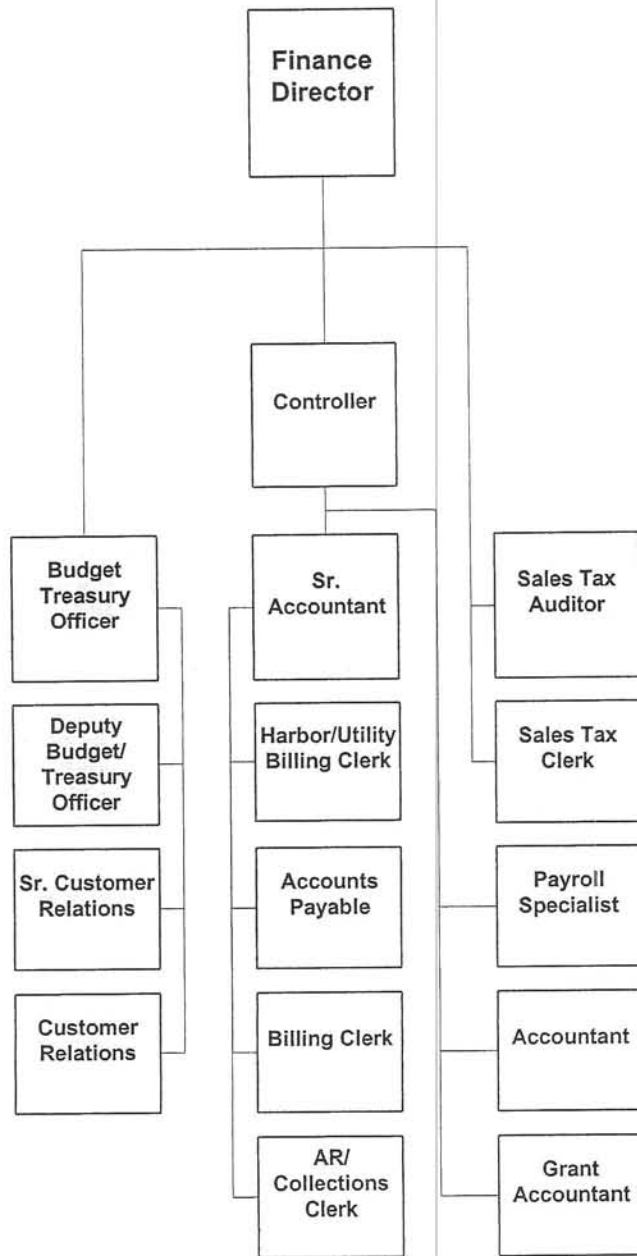 Finance
Director
Controller
Budget
Treasury
Officer
Sr.
Accountant
Sales Tax
Auditor
Deputy
Budget/
Treasury
Officer
Harbor/Utility
Billing Clerk
Sales Tax
Clerk
Sr. Customer
Relations
Accounts
Payable
Payroll
Specialist
Customer
Relations
Billing Clerk
Accountant
AR/
Collections
Clerk
Grant
Accountant